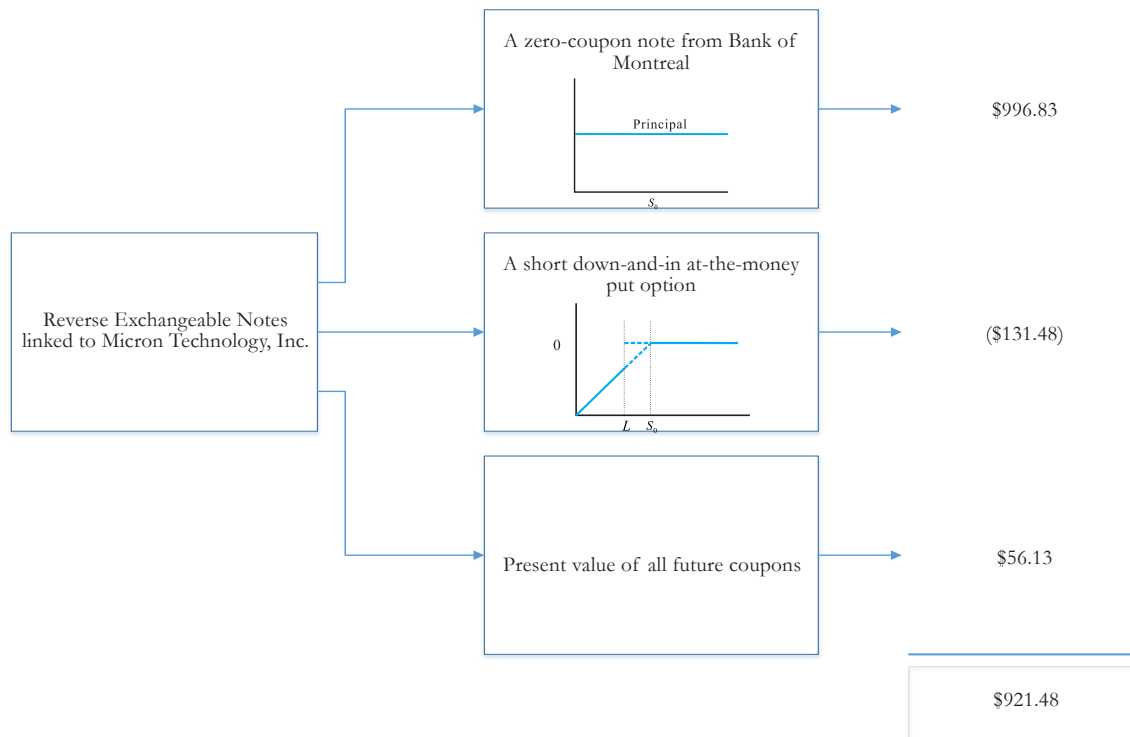 A zero-coupon note from Bank of
Montreal
Principal
S₀
$996.83
Reverse Exchangeable Notes
linked to Micron Technology, Inc.
A short down-and-in at-the-money
put option
0
L S₀
($131.48)
Present value of all future coupons
$56.13
$921.48